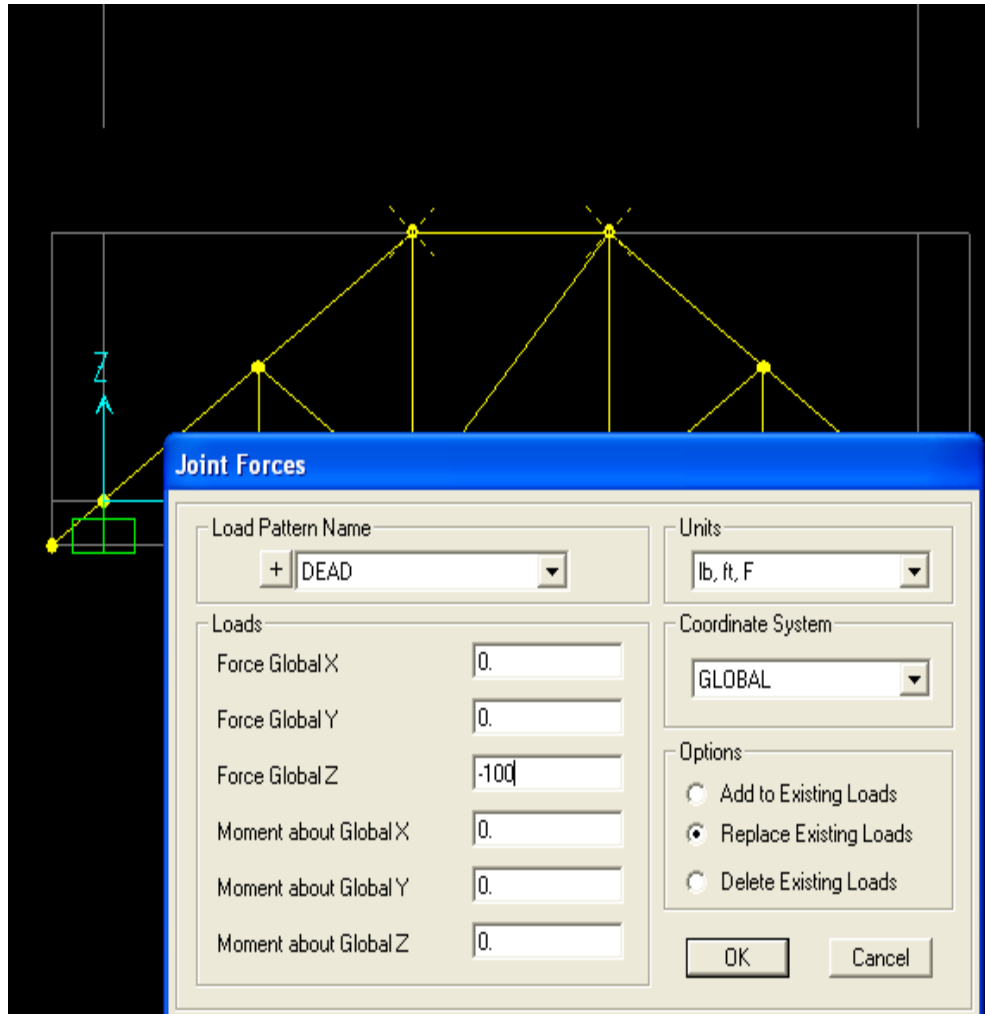 Z
Joint Forces
Load Pattern Name
+ DEAD
Units
lb, ft, F
Loads
Force Global X 0.
Force Global Y 0.
Force Global Z -100
Moment about Global X 0.
Moment about Global Y 0.
Moment about Global Z 0.
Coordinate System
GLOBAL
Options
Add to Existing Loads
Replace Existing Loads
Delete Existing Loads
OK Cancel